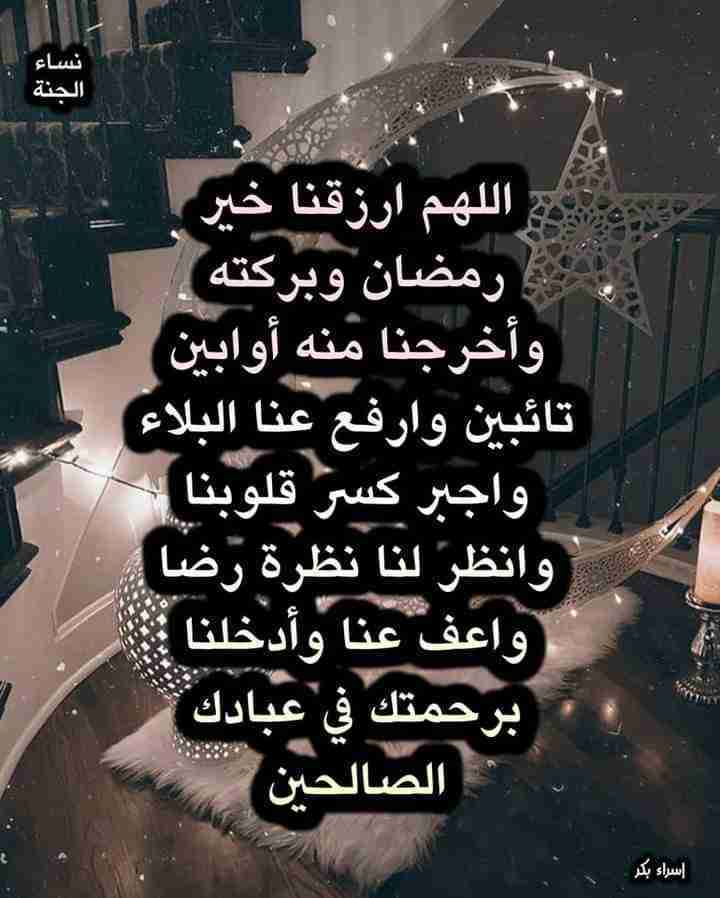 نساء
الجنة
اللهم ارزقنا خير
رمضان وبركته
وأخرجنا منه أوابين
تائبين وارفع عنا البلاء
واجبر كسر قلوبنا
وانظر لنا نظرة رضا
واعف عنا وأدخلنا
برحمتك في عبادك
الصالحين
إسراء بكر